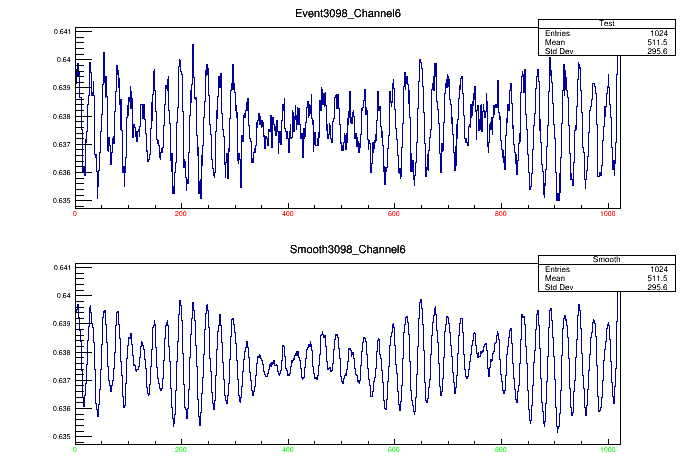 Event3098_Channel6
Test
Entries 1024
Mean 511.5
Std Dev 295.6
0.641
0.64
0.639
0.638
0.637
0.636
0.635
0 200 400 600 800 1000
Smooth3098_Channel6
Smooth
Entries 1024
Mean 511.5
Std Dev 295.6
0.641
0.64
0.639
0.638
0.637
0.636
0.635
0 200 400 600 800 1000